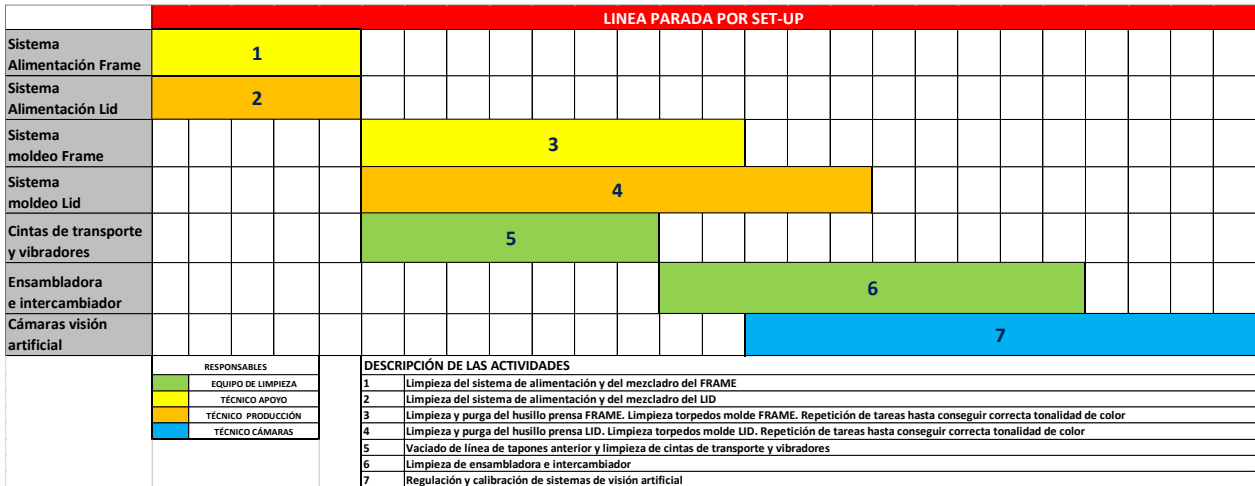 LINEA PARADA POR SET-UP
Sistema
Alimentación Frame
1
Sistema
Alimentación Lid
2
Sistema
moldeo Frame
3
Sistema
moldeo Lid
4
Cintas de transporte
y vibradores
5
Ensambladora
e intercambiador
6
Cámaras visión
artificial
7
RESPONSABLES
EQUIPO DE LIMPIEZA
TÉCNICO APOYO
TÉCNICO PRODUCCIÓN
TÉCNICO CÁMARAS
DESCRIPCIÓN DE LAS ACTIVIDADES
1 Limpieza del sistema de alimentación y del mezclado del FRAME
2 Limpieza del sistema de alimentación y del mezclado del LID
3 Limpieza y purga del husillo prensa FRAME. Limpieza torpedos molde FRAME. Repetición de tareas hasta conseguir correcta tonalidad de color
4 Limpieza y purga del husillo prensa LID. Limpieza torpedos molde LID. Repetición de tareas hasta conseguir correcta tonalidad de color
5 Vaciado de línea de tapones anterior y limpieza de cintas de transporte y vibradores
6 Limpieza de ensambladora e intercambiador
7 Regulación y calibración de sistemas de visión artificial